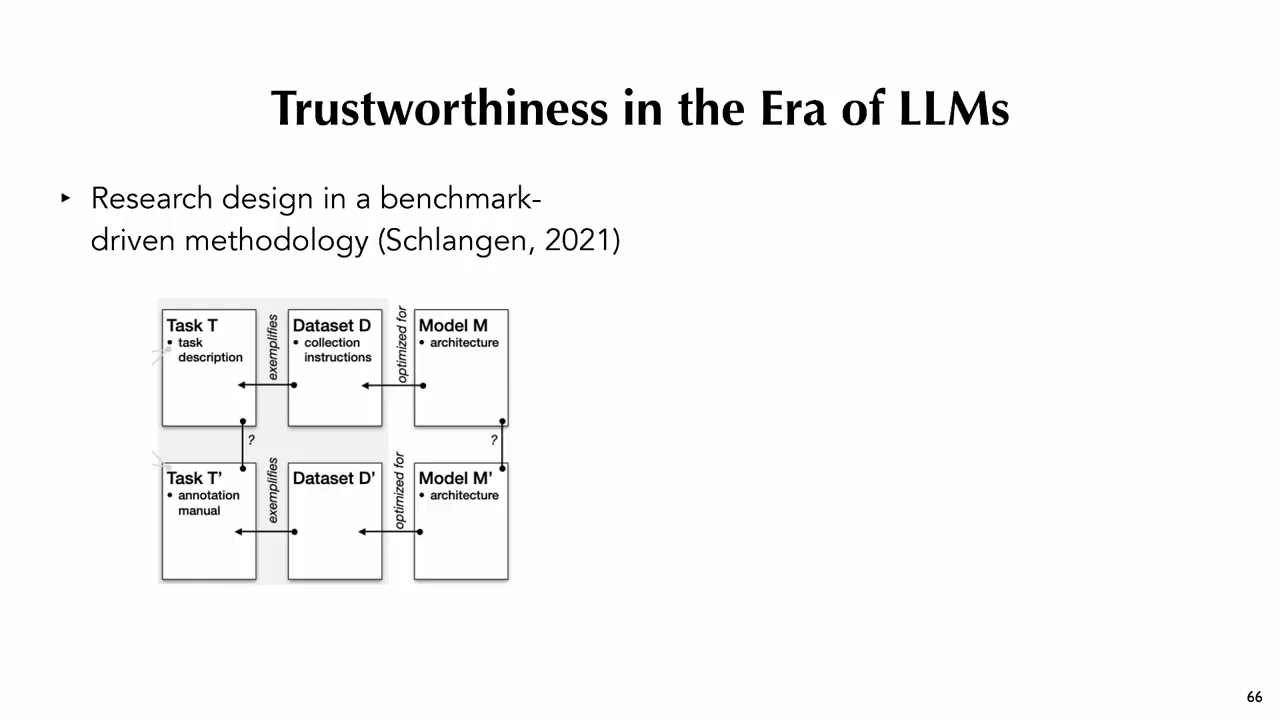 Trustworthiness in the Era of LLMs
‣ Research design in a benchmark-
driven methodology (Schlangen, 2021)
Task T
• task
description
exemplifies
Dataset D
• collection
instructions
optimized for
Model M
• architecture
?
?
Task T’
• annotation
manual
exemplifies
Dataset D’
optimized for
Model M’
• architecture
66